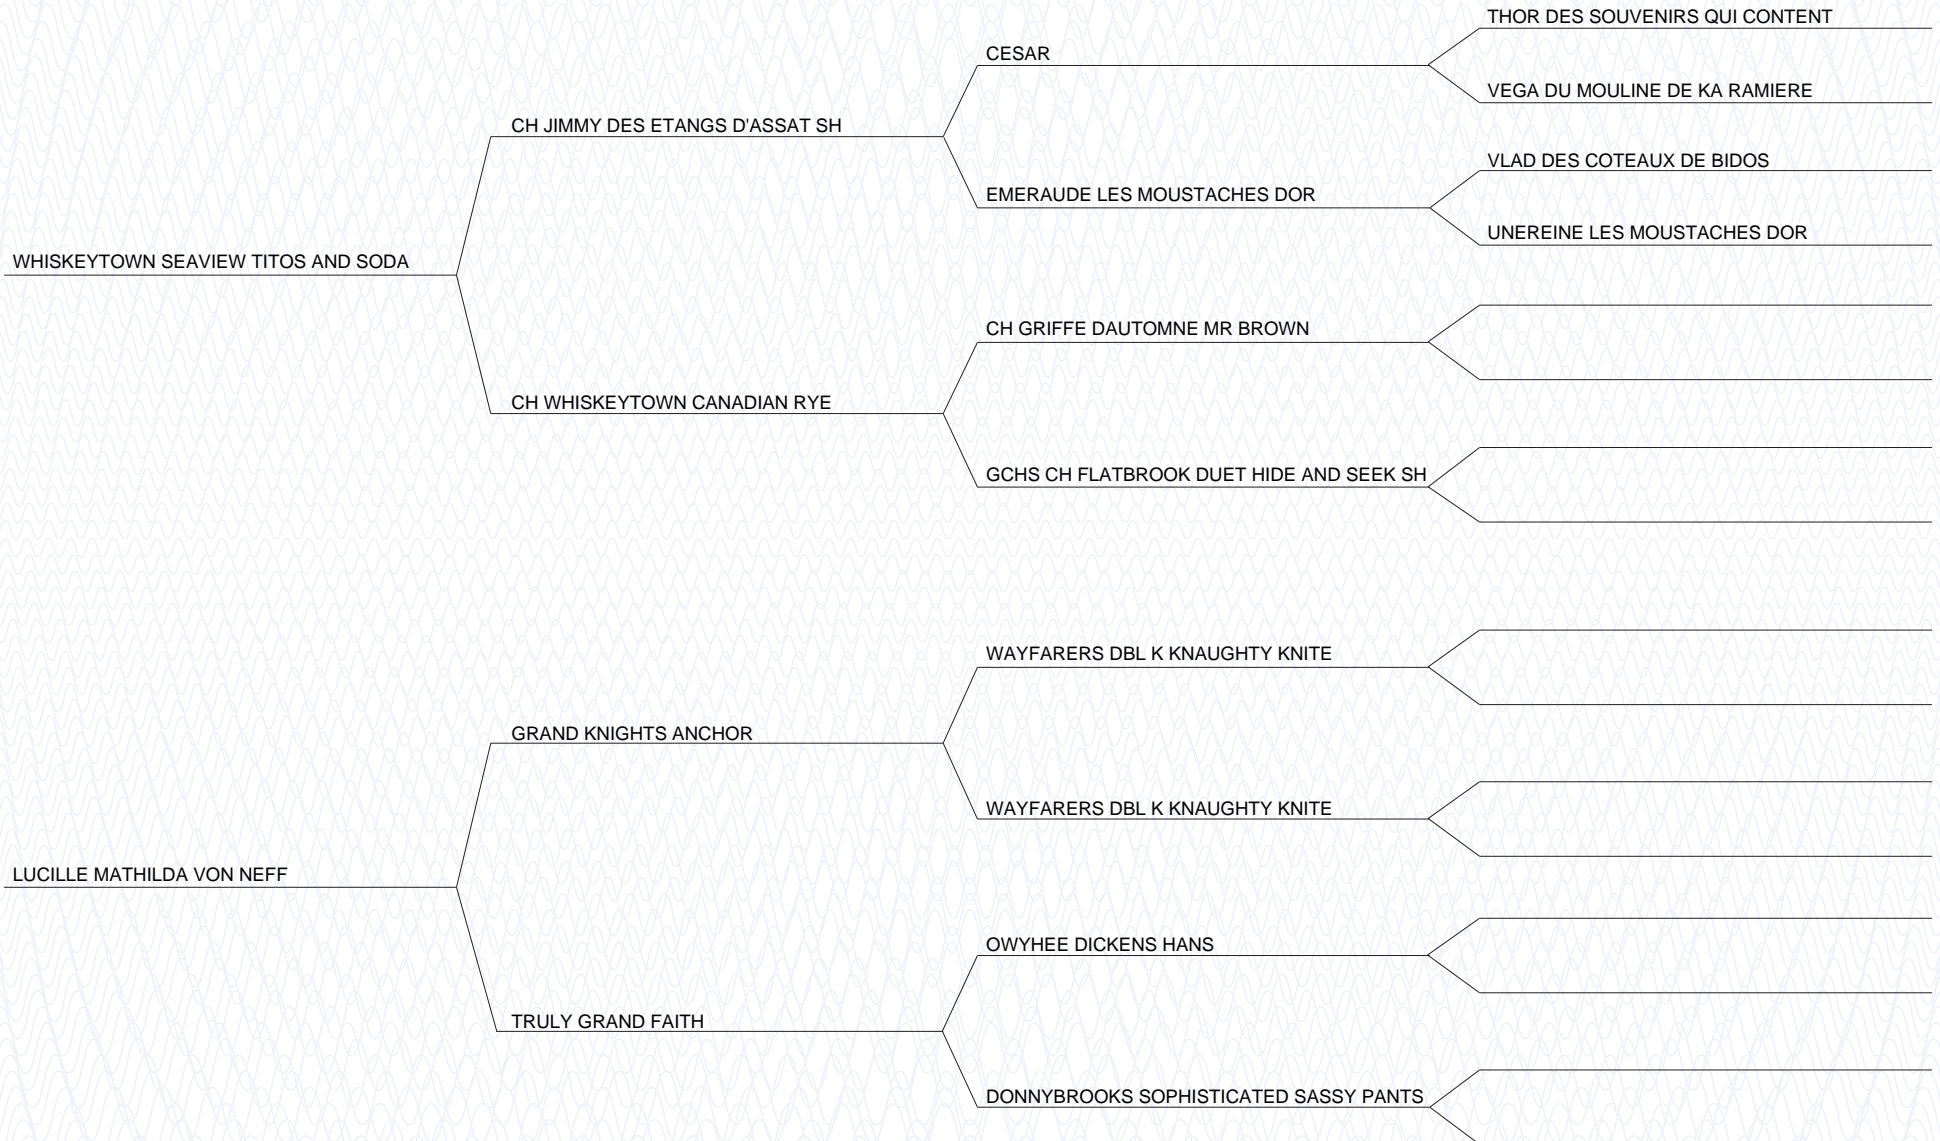 THOR DES SOUVENIRS QUI CONTENT
CESAR
VEGA DU MOULINE DE KA RAMIERE
CH JIMMY DES ETANGS D'ASSAT SH
VLAD DES COTEAUX DE BIDOS
EMERAUDE LES MOUSTACHES DOR
UNEREINE LES MOUSTACHES DOR
WHISKEYTOWN SEAVIEW TITOS AND SODA
CH GRIFFE DAUTOMNE MR BROWN
CH WHISKEYTOWN CANADIAN RYE
GCHS CH FLATBROOK DUET HIDE AND SEEK SH
WAYFARERS DBL K KNAUGHTY KNITE
GRAND KNIGHTS ANCHOR
WAYFARERS DBL K KNAUGHTY KNITE
LUCILLE MATHILDA VON NEFF
OWYHEE DICKENS HANS
TRULY GRAND FAITH
DONNYBROOKS SOPHISTICATED SASSY PANTS